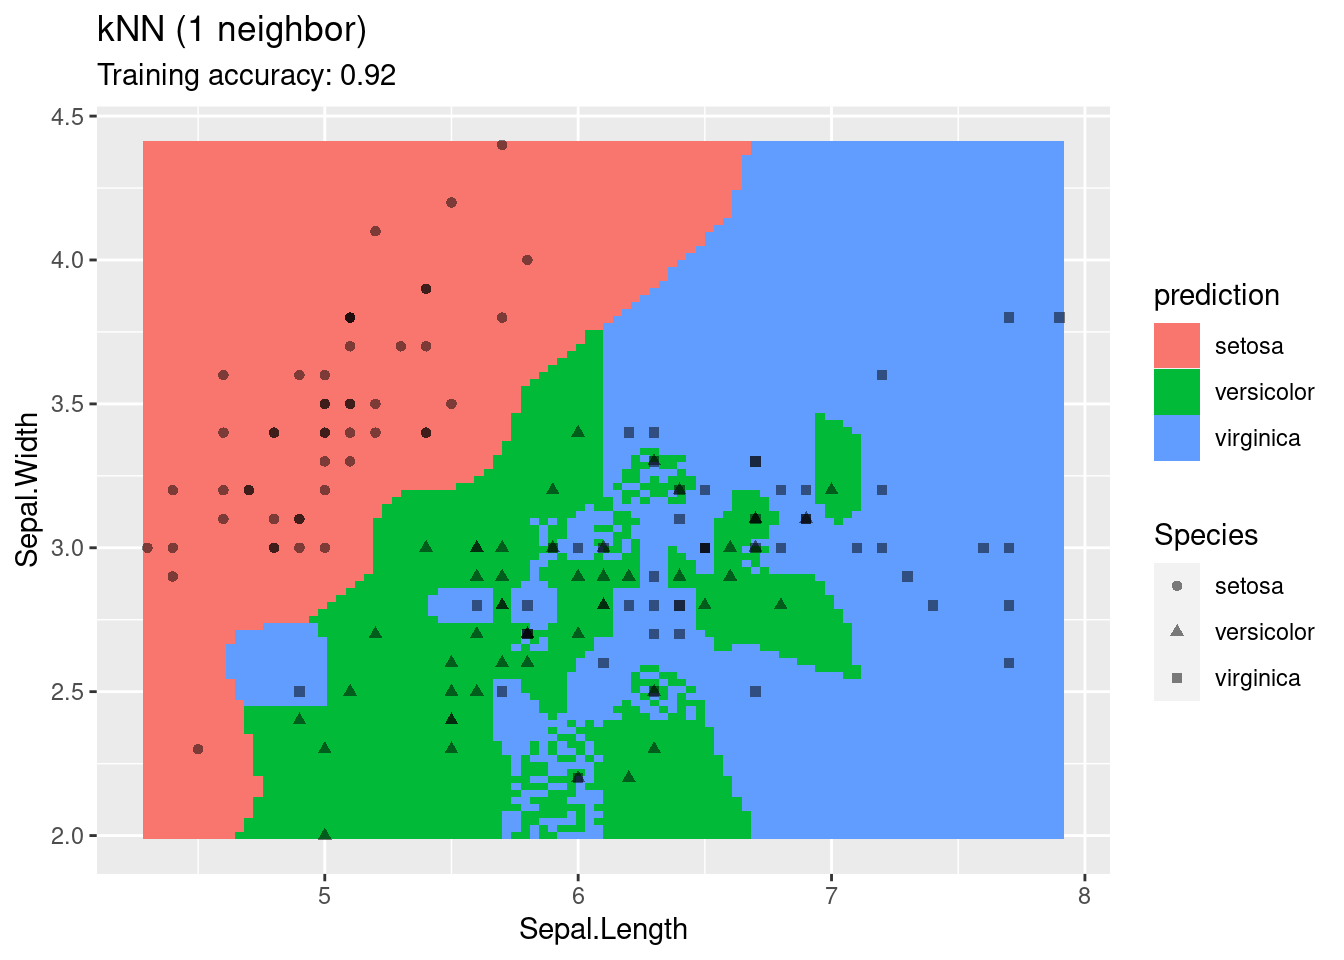 kNN (1 neighbor)
Training accuracy: 0.92
4.5
4.0
3.5
3.0
2.5
2.0
Sepal.Width
5
6
7
8
Sepal.Length
prediction
setosa
versicolor
virginica
Species
setosa
versicolor
virginica